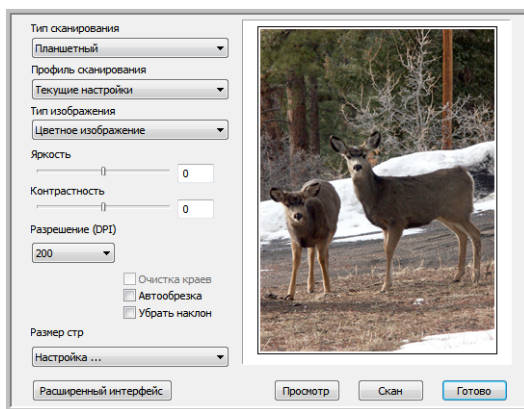 Тип сканирования
Планшетный
Профиль сканирования
Текущие настройки
Тип изображения
Цветное изображение
Яркость
0
Контрастность
0
Разрешение (DPI)
200
Очистка краев
Автообрезка
Убрать наклон
Размер стр
Настройка ...
Расширенный интерфейс Просмотр Скан Готово